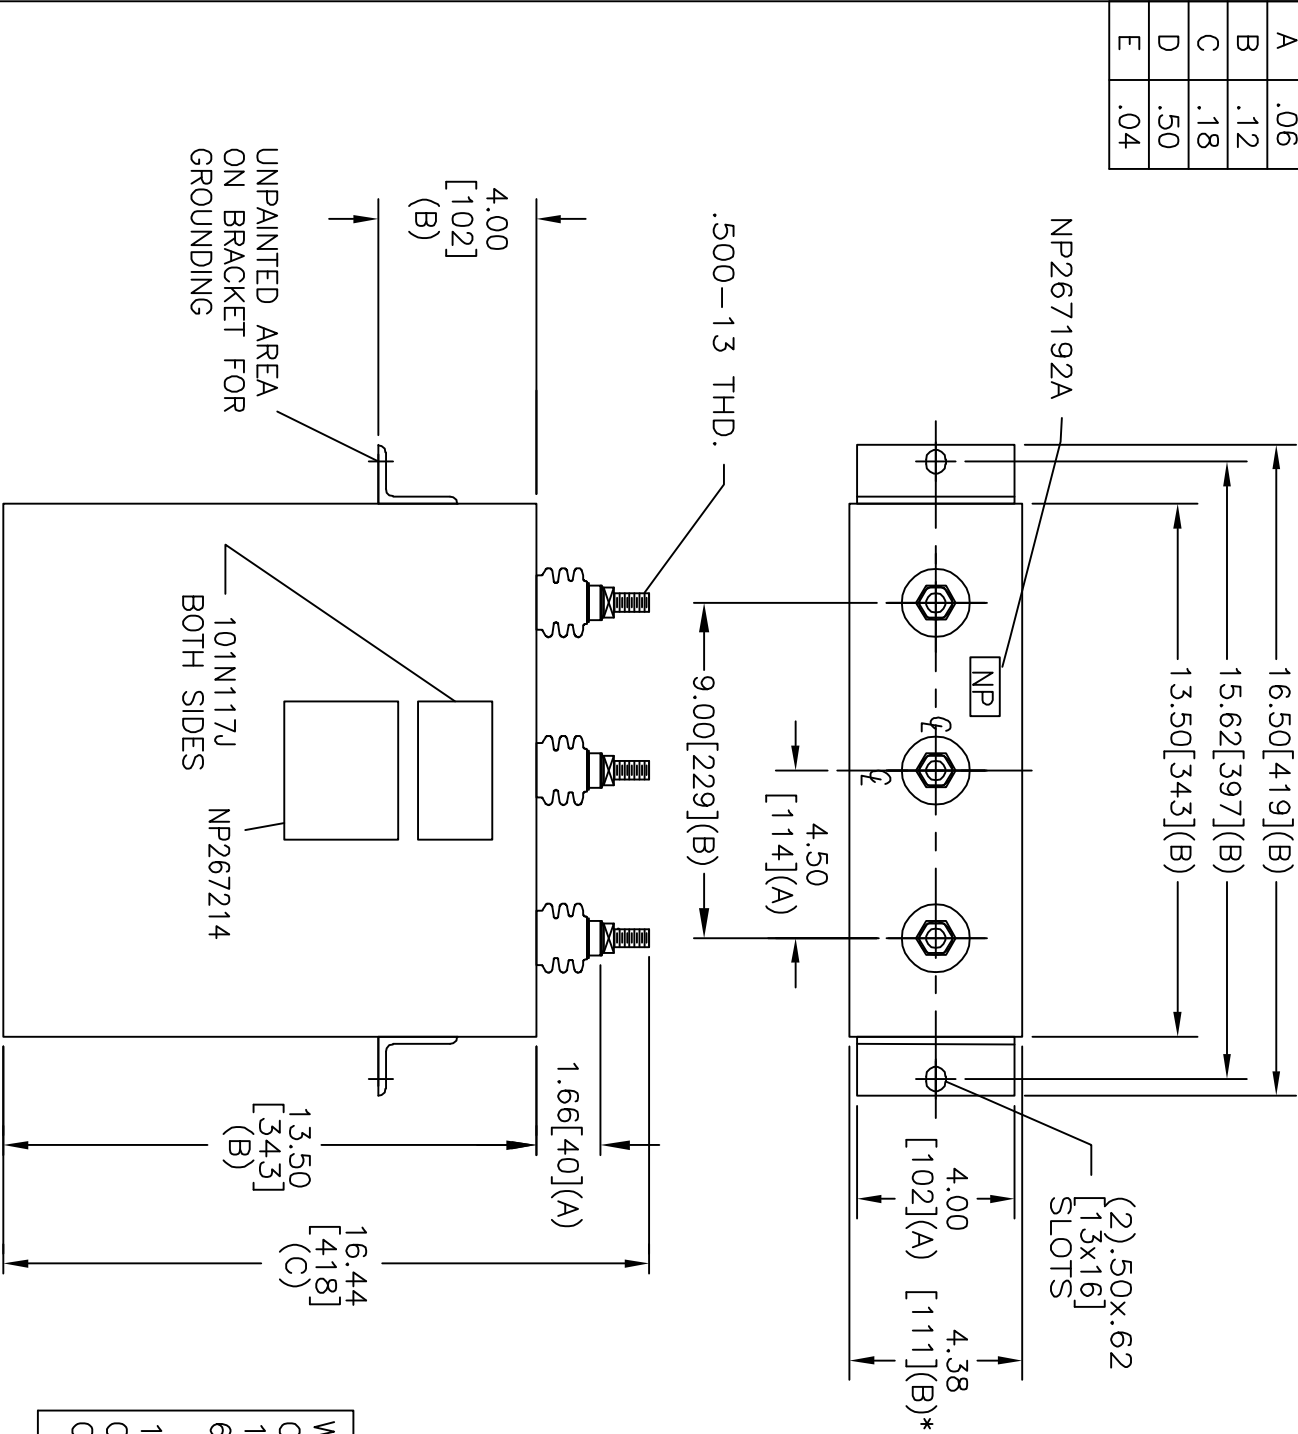 A .06
B .12
C .18
D .50
E .04
16.50[419](B)
15.62[397](B)
13.50[343](B)
NP267192A
NP
(2).50x.62
[13x16]
SLOTS
4.00
[102](A)
4.38
[111](B)*
4.50
[114](A)
9.00[229](B)
.500-13 THD.
4.00
[102]
(B)
UNPAINTED AREA
ON BRACKET FOR
GROUNDING
101N117J
BOTH SIDES
NP267214
1.66[40](A)
13.50
[343]
(B)
16.44
[418]
(C)